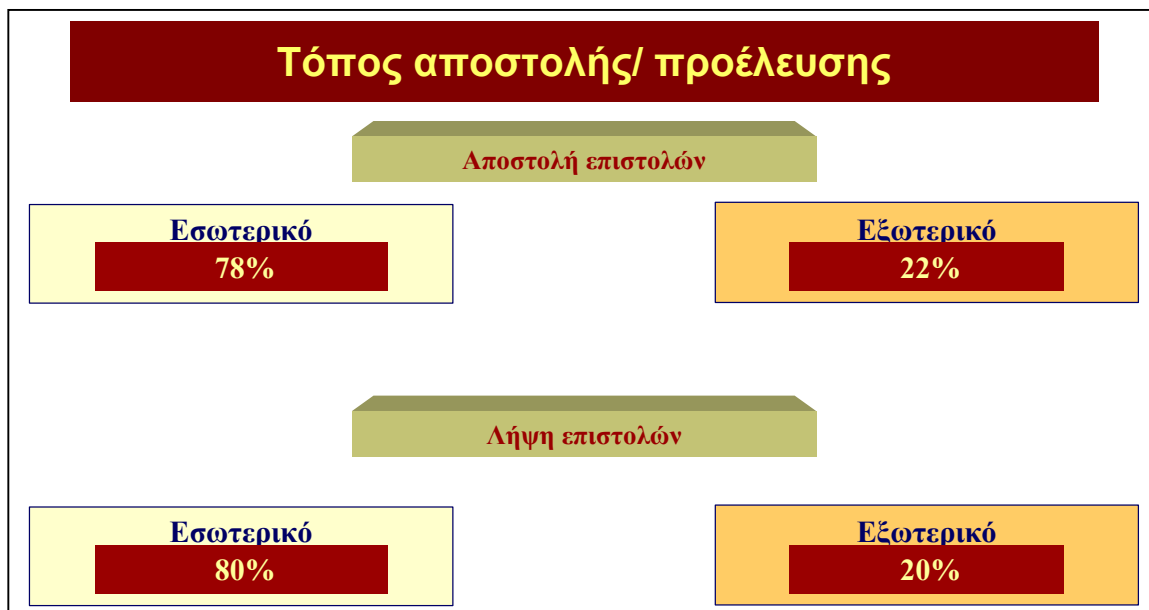 Τόπος αποστολής/ προέλευσης
Αποστολή επιστολών
Εσωτερικό
78%
Εξωτερικό
22%
Λήψη επιστολών
Εσωτερικό
80%
Εξωτερικό
20%